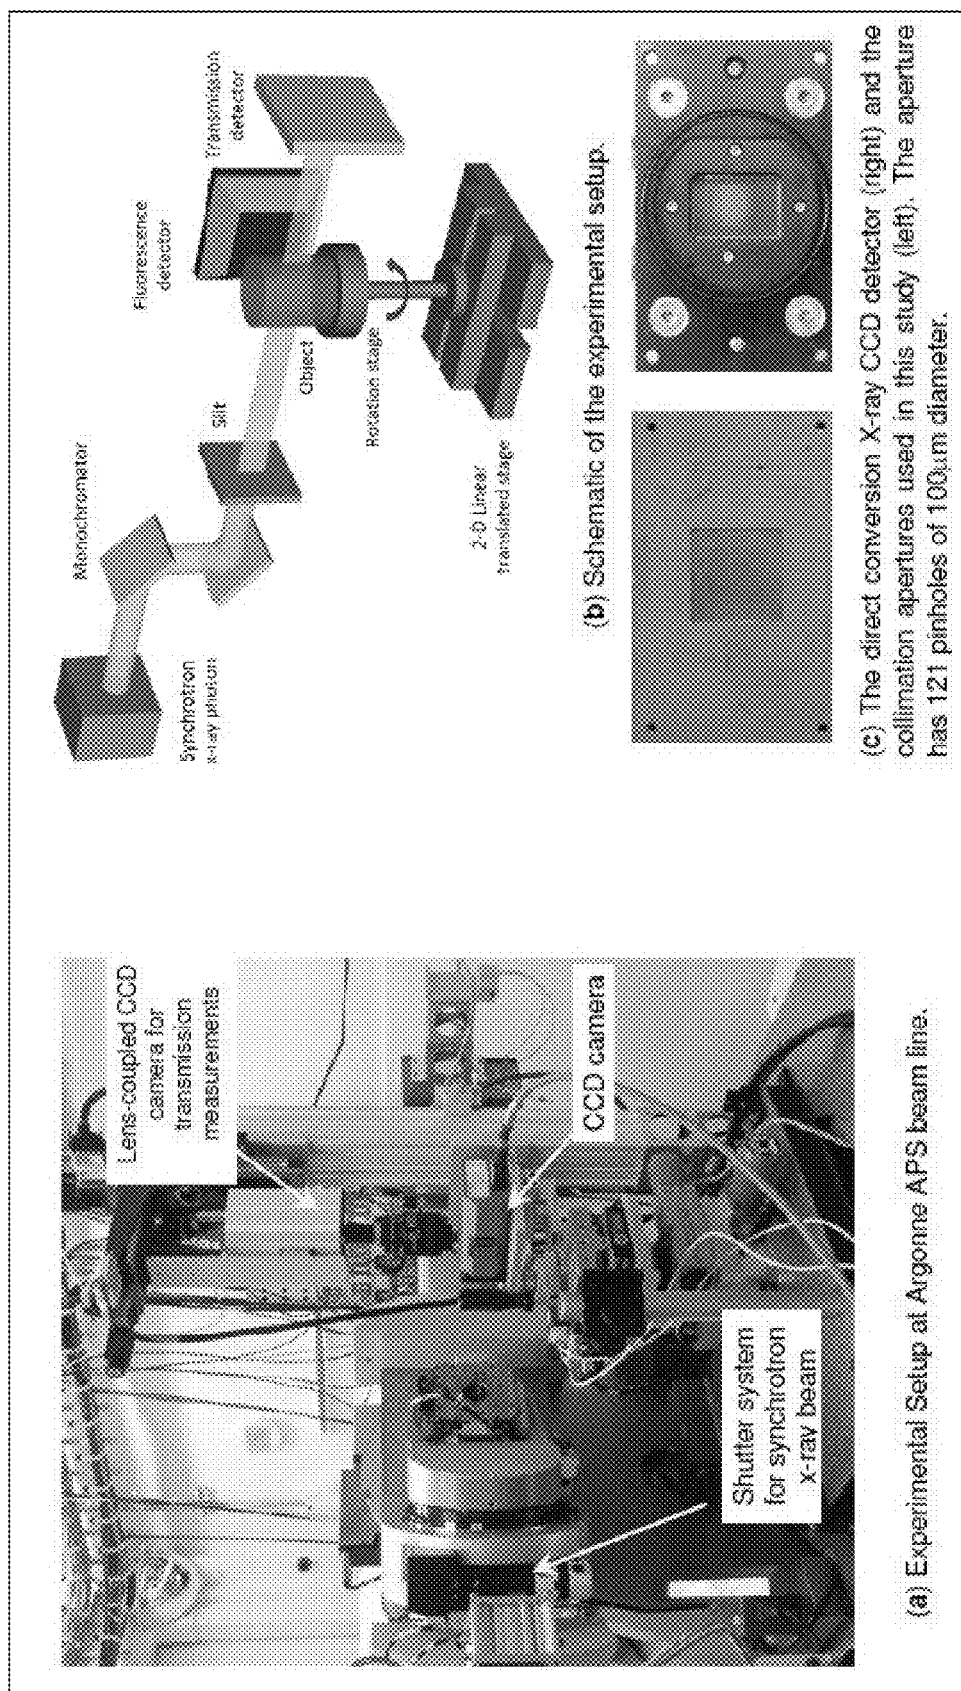 Lens-coupled CCD
camera for
transmission
measurements
CCD camera
Shutter system
for synchrotron
x-ray beam
(a) Experimental Setup at Argonne APS beam line.
Synchrotron
x-ray photon
Monochromator
Silt
Object
Fluorescence
detector
Transmission
detector
Rotation stage
2-D Linear
translated stage
(b) Schematic of the experimental setup.
(c) The direct conversion X-ray CCD detector (right) and the
collimation apertures used in this study (left). The aperture
has 121 pinholes of 100μm diameter.